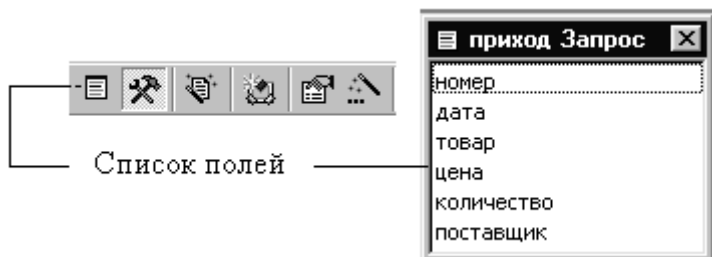 приход Запрос
номер
дата
товар
цена
количество
поставщик
Список полей